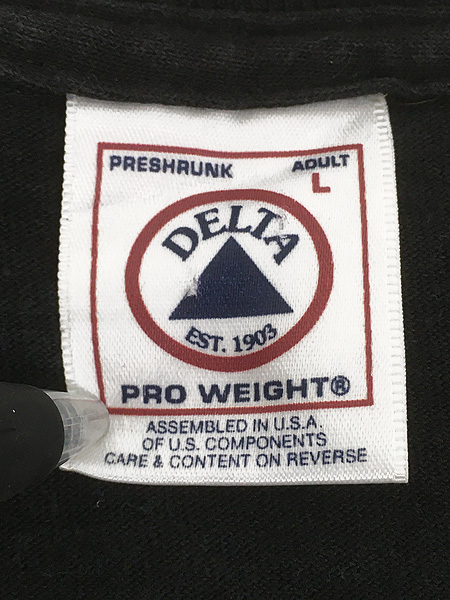 PRESHRUNK
ADULT
L
DELTA
EST. 1903
PRO WEIGHT®
ASSEMBLED IN U.S.A.
OF U.S. COMPONENTS
CARE & CONTENT ON REVERSE